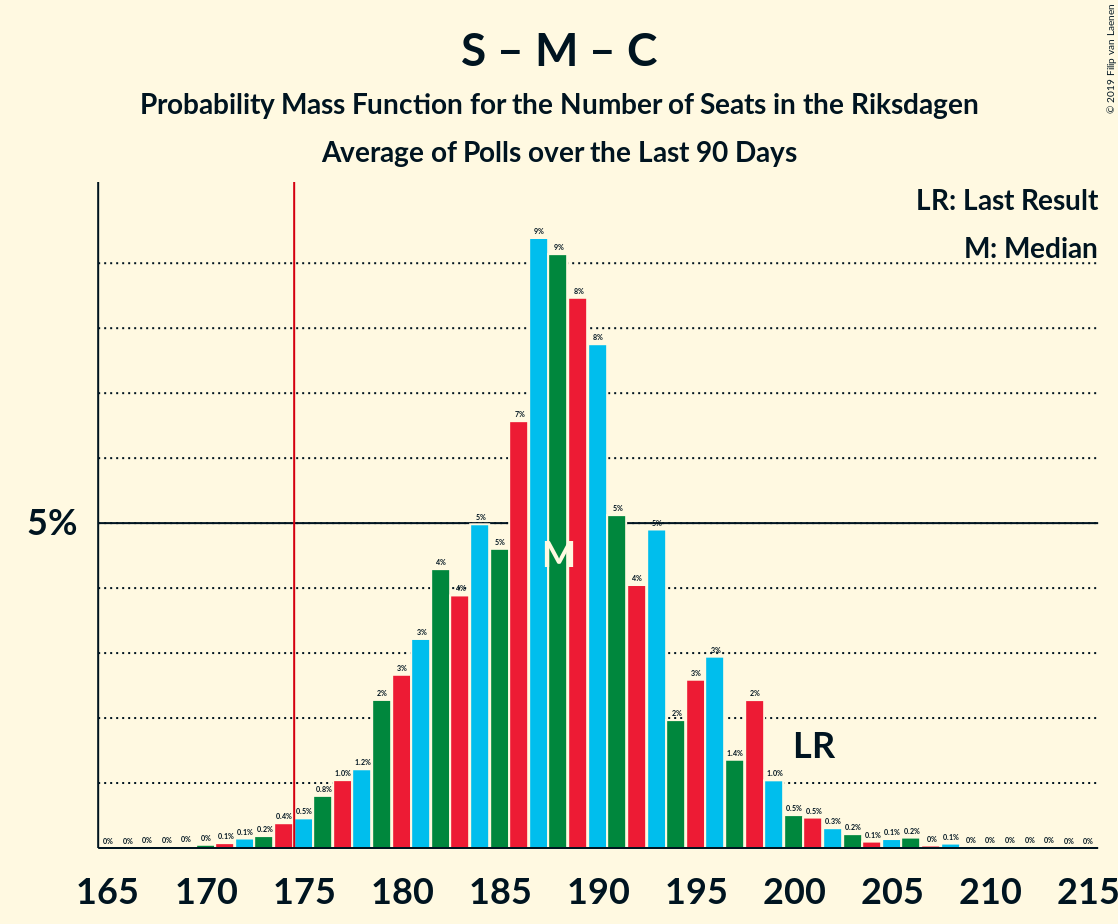 S – M – C
Probability Mass Function for the Number of Seats in the Riksdagen
Average of Polls over the Last 90 Days
© 2019 Filip van Laenen
LR: Last Result
M: Median
5%
0% 0% 0% 0% 0% 0% 0.1% 0.1% 0.2% 0.4% 0.5% 0.8% 1.0% 1.2% 2% 3% 3% 4% 4% 5% 5% 7% 9% 9% 8% 8% 5% 4% 5% 2% 3% 3% 1.4% 2% 1.0% 0.5% 0.5% 0.3% 0.2% 0.1% 0.1% 0.2% 0% 0.1% 0% 0% 0% 0% 0% 0% 0%
M
LR
165 170 175 180 185 190 195 200 205 210 215